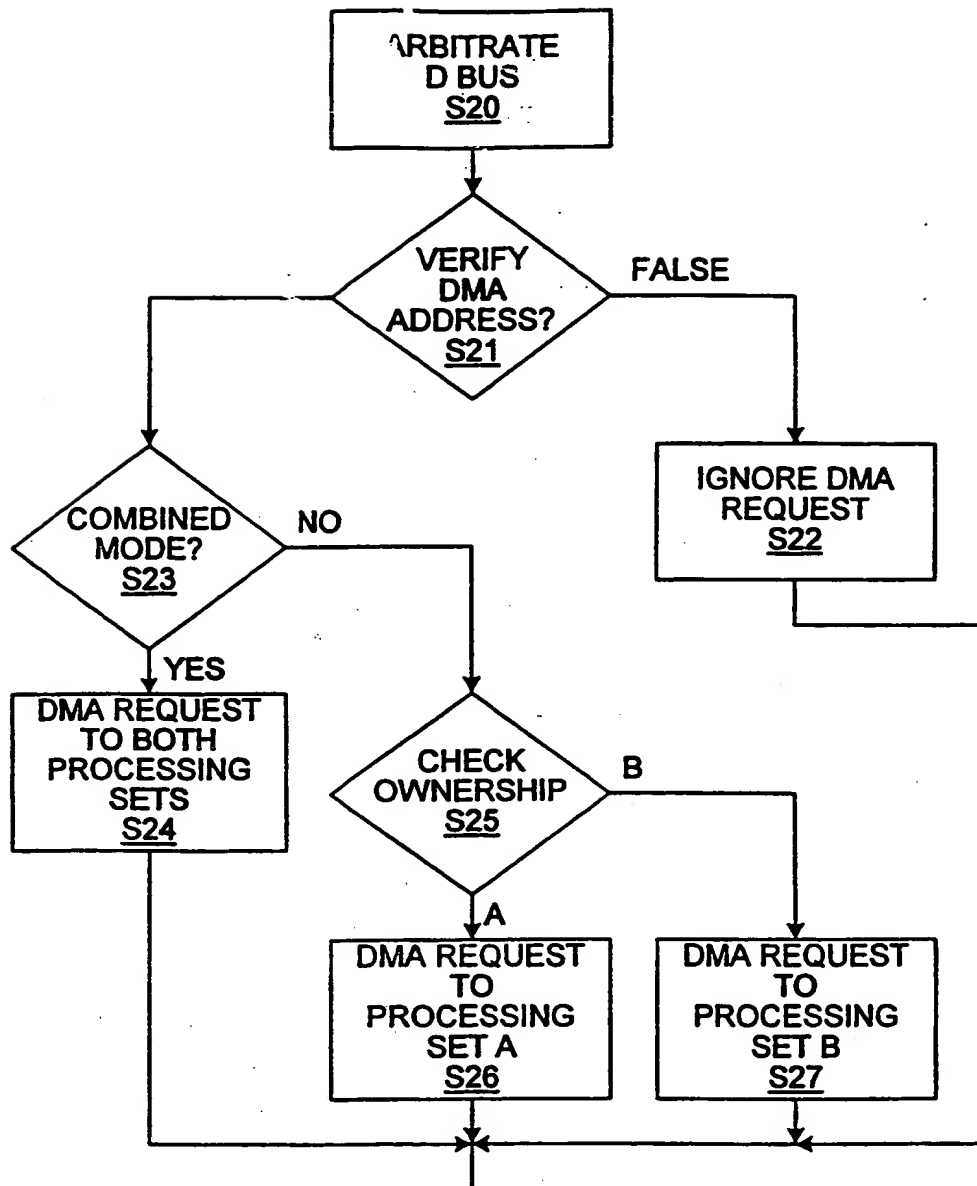 ARBITRATE
D BUS
S20
VERIFY
DMA
ADDRESS?
S21
FALSE
IGNORE DMA
REQUEST
S22
COMBINED
MODE?
S23
NO
YES
DMA REQUEST
TO BOTH
PROCESSING
SETS
S24
CHECK
OWNERSHIP
S25
B
A
DMA REQUEST
TO
PROCESSING
SET A
S26
DMA REQUEST
TO
PROCESSING
SET B
S27